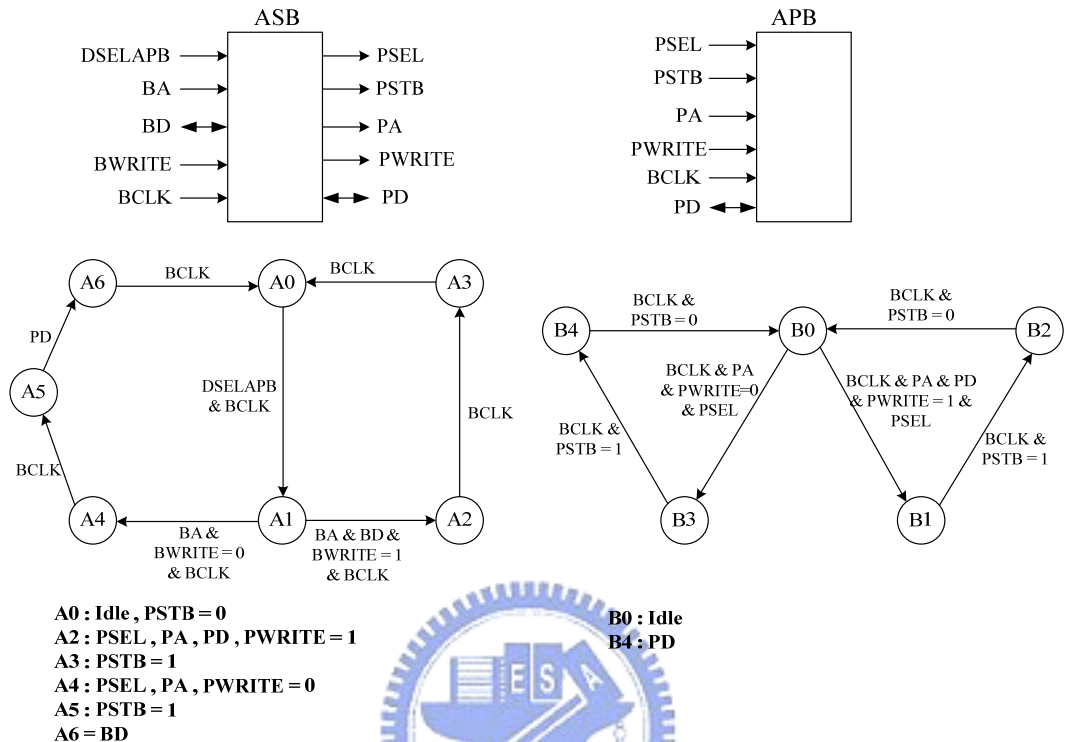 ASB
APB
DSELAPB
BA
BD
BWRITE
BCLK
PSEL
PSTB
PA
PWRITE
PD
PSEL
PSTB
PA
PWRITE
BCLK
PD
A6
BCLK
A0
BCLK
A3
PD
A5
DSELAPB
& BCLK
BCLK
BCLK
A4
BA &
BWRITE = 0
& BCLK
A1
BA & BD &
BWRITE = 1
& BCLK
A2
B4
BCLK &
PSTB = 0
B0
BCLK &
PSTB = 0
B2
BCLK & PA
& PWRITE=0
& PSEL
BCLK & PA & PD
& PWRITE = 1 &
PSEL
BCLK &
PSTB = 1
BCLK &
PSTB = 1
B3
B1
A0 : Idle , PSTB = 0
A2 : PSEL , PA , PD , PWRITE = 1
A3 : PSTB = 1
A4 : PSEL , PA , PWRITE = 0
A5 : PSTB = 1
A6 = BD
B0 : Idle
B4 : PD
ESA